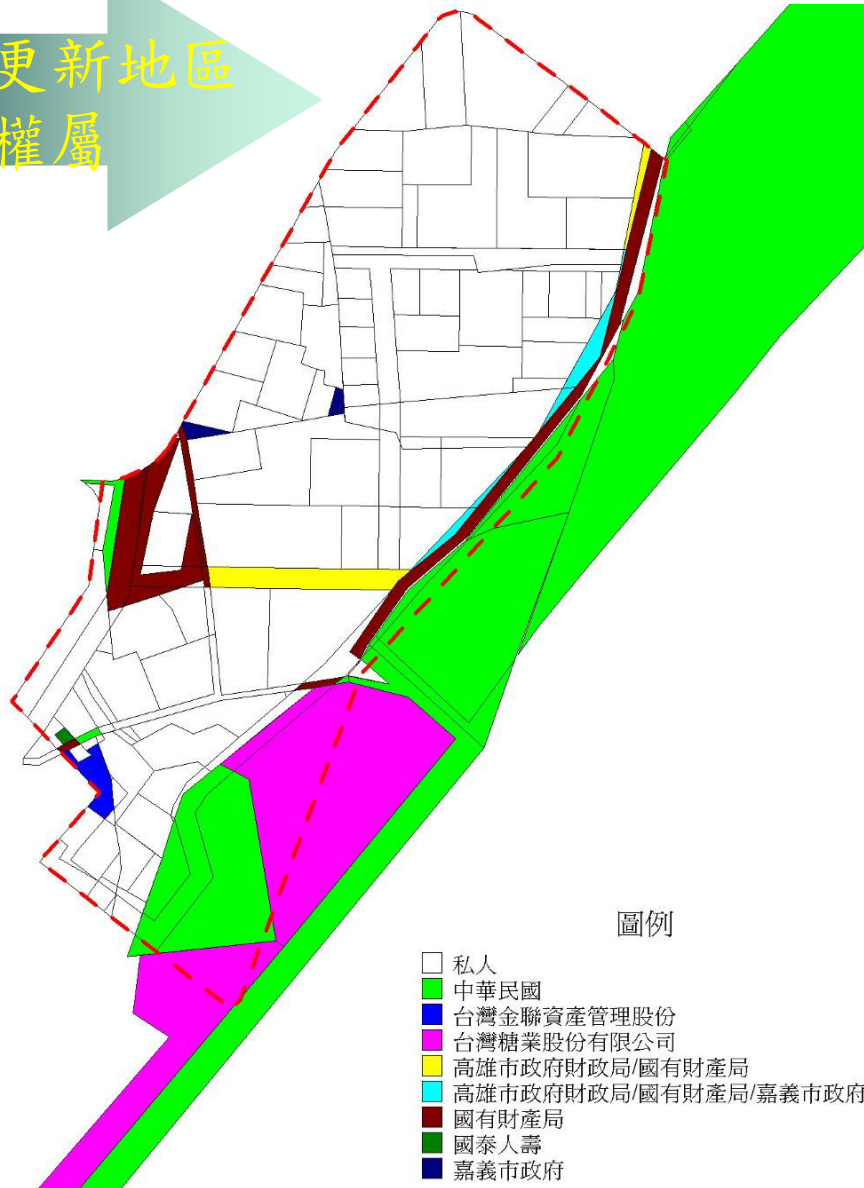 更新地區
權屬
圖例
私人
中華民國
台灣金聯資產管理股份
台灣糖業股份有限公司
高雄市政府財政局/國有財產局
高雄市政府財政局/國有財產局/嘉義市政府
國有財產局
國泰人壽
嘉義市政府